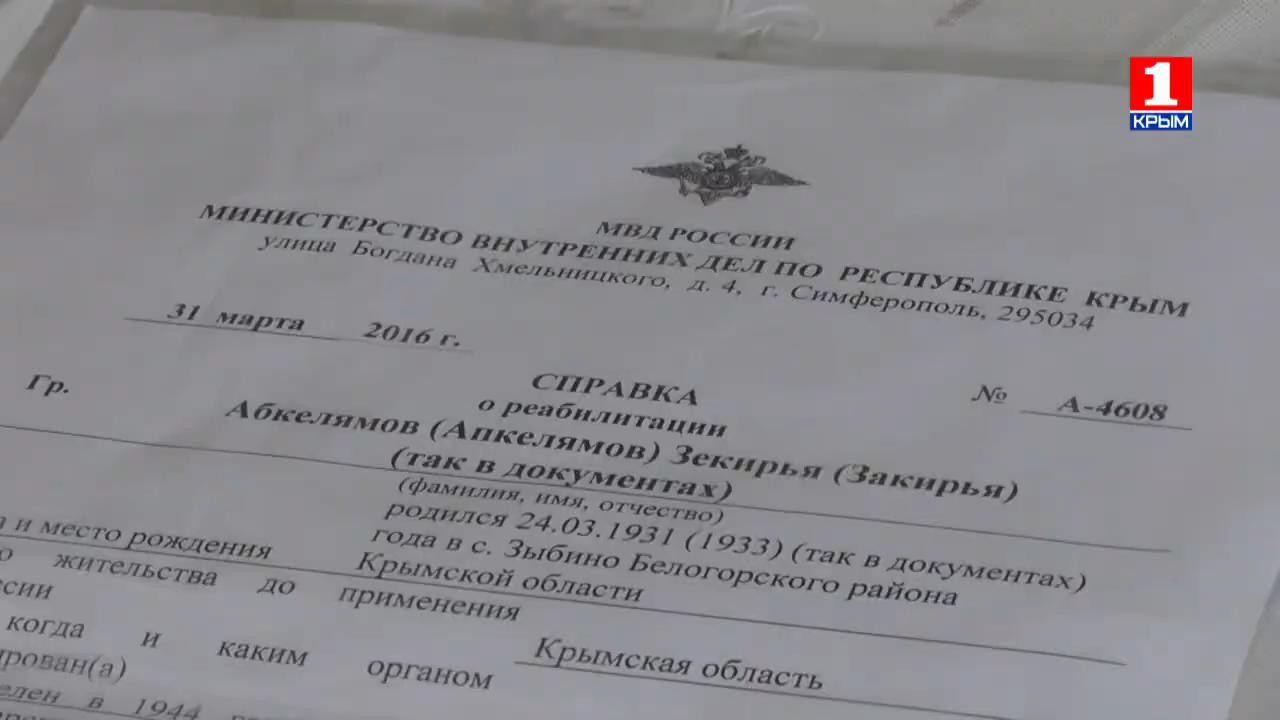 1
КРЫМ
МВД РОССИИ
МИНИСТЕРСТВО ВНУТРЕННИХ ДЕЛ ПО РЕСПУБЛИКЕ КРЫМ
улица Богдана Хмельницкого, д. 4, г. Симферополь, 295034
31 марта 2016 г.
СПРАВКА
№ А-4608
о реабилитации
Гр. Абкелямов (Апкелямов) Зекирья (Закирья)
(так в документах)
(фамилия, имя, отчество)
родился 24.03.1931 (1933) (так в документах)
и место рождения года в с. Зыбино Белогорского района
Крымской области
жительства до применения
ссии
Крымская область
когда и каким органом
ирован(а)
елен в 1944